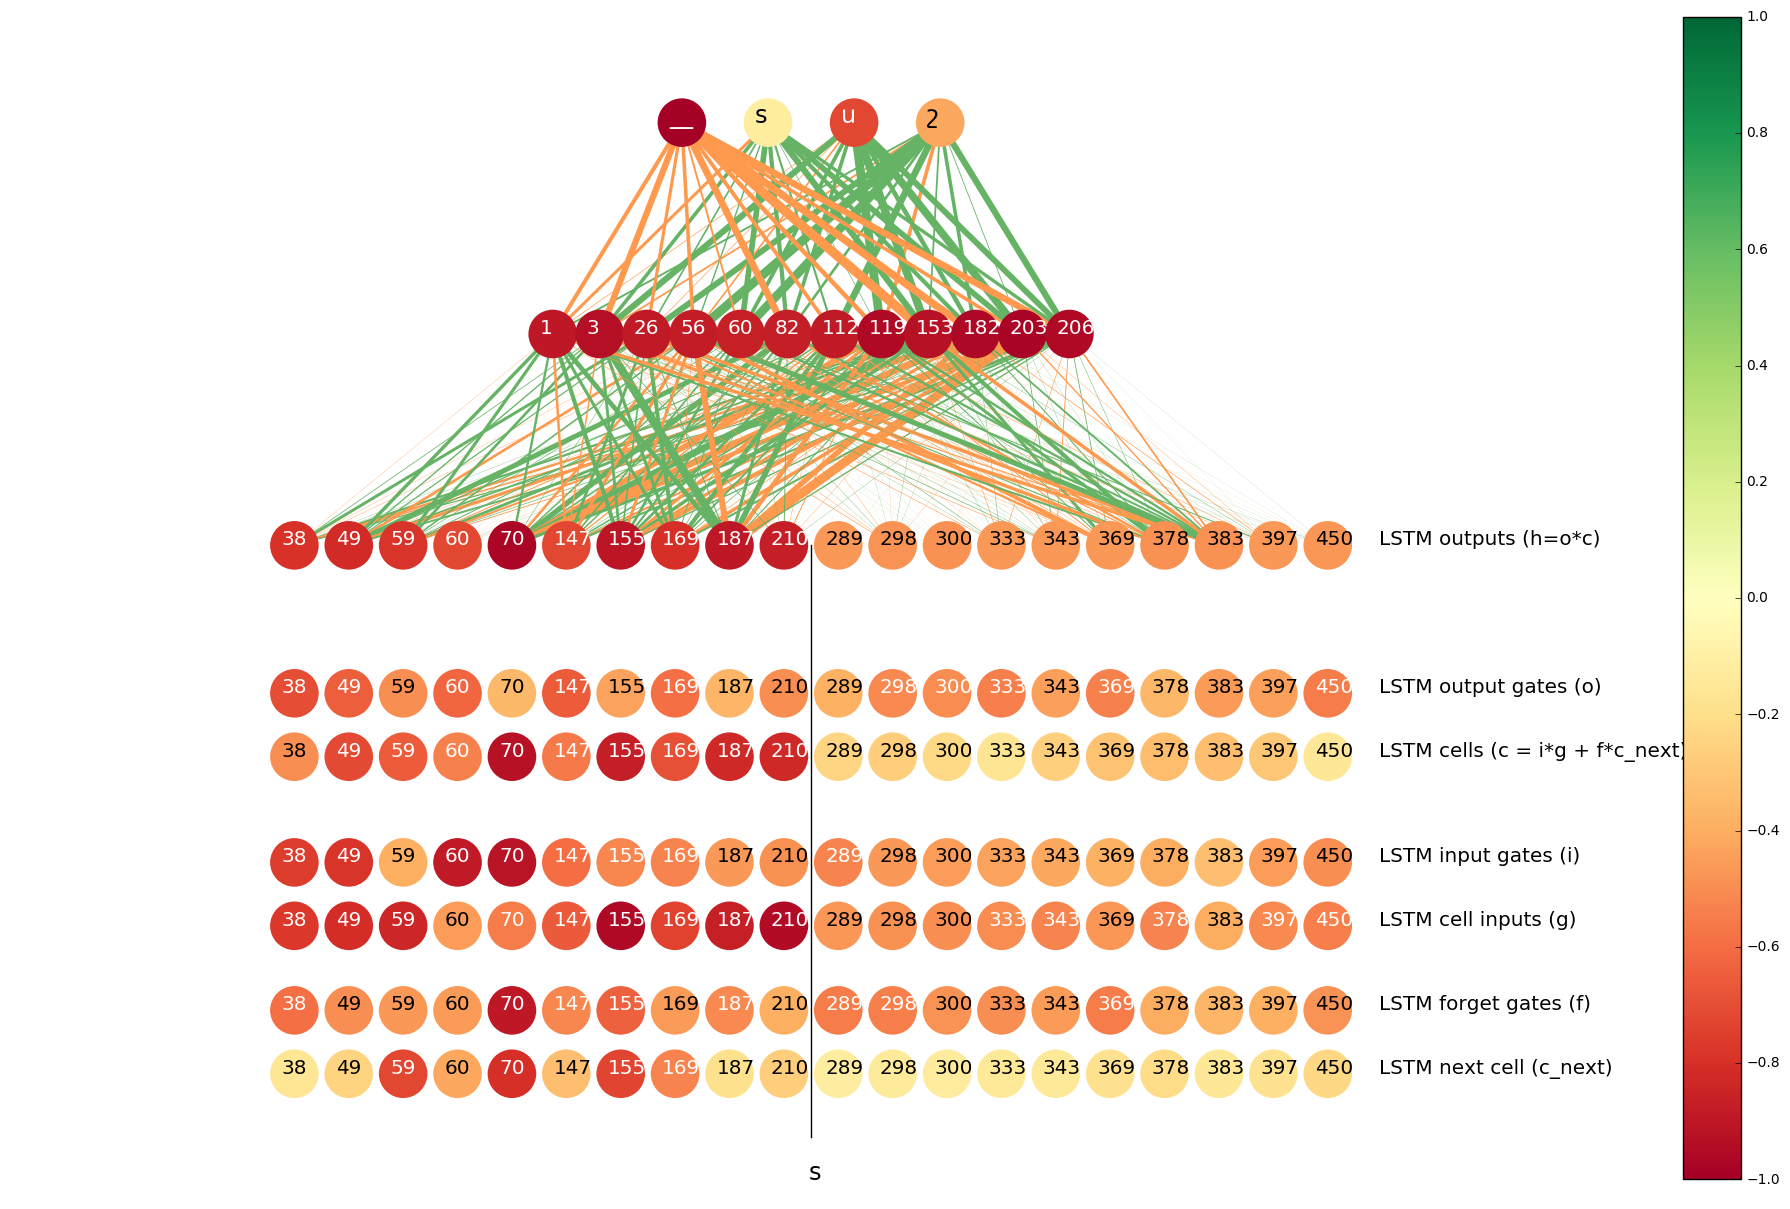 __ s u 2
1 3 26 56 60 82 112 119 153 182 203 206
38 49 59 60 70 147 155 169 187 210 289 298 300 333 343 369 378 383 397 450 LSTM outputs (h=o*c)
38 49 59 60 70 147 155 169 187 210 289 298 300 333 343 369 378 383 397 450 LSTM output gates (o)
38 49 59 60 70 147 155 169 187 210 289 298 300 333 343 369 378 383 397 450 LSTM cells (c = i*g + f*c_next)
38 49 59 60 70 147 155 169 187 210 289 298 300 333 343 369 378 383 397 450 LSTM input gates (i)
38 49 59 60 70 147 155 169 187 210 289 298 300 333 343 369 378 383 397 450 LSTM cell inputs (g)
38 49 59 60 70 147 155 169 187 210 289 298 300 333 343 369 378 383 397 450 LSTM forget gates (f)
38 49 59 60 70 147 155 169 187 210 289 298 300 333 343 369 378 383 397 450 LSTM next cell (c_next)
s
1.0
0.8
0.6
0.4
0.2
0.0
−0.2
−0.4
−0.6
−0.8
−1.0